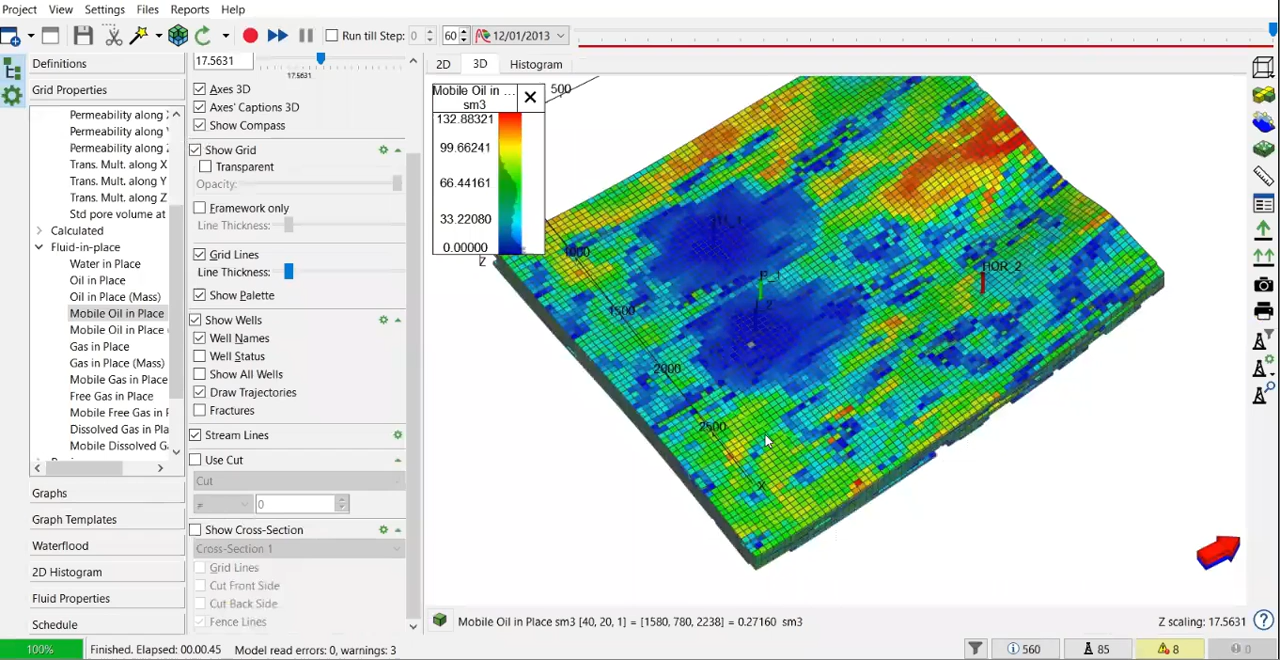 Project View Settings Files Reports Help
Run till Step: 0 60 12/01/2013
Definitions
Grid Properties
Permeability along
Permeability along
Permeability along
Trans. Mult. along X
Trans. Mult. along Y
Trans. Mult. along Z
Std pore volume at
Calculated
Fluid-in-place
Water in Place
Oil in Place
Oil in Place (Mass)
Mobile Oil in Place
Mobile Oil in Place
Gas in Place
Gas in Place (Mass)
Mobile Gas in Place
Free Gas in Place
Mobile Free Gas in
Dissolved Gas in Pl
Mobile Dissolved G
Graphs
Graph Templates
Waterflood
2D Histogram
Fluid Properties
Schedule
17.5631
17.5631
Axes 3D
Axes' Captions 3D
Show Compass
Show Grid
Transparent
Opacity:
Framework only
Line Thickness:
Grid Lines
Line Thickness:
Show Palette
Show Wells
Well Names
Well Status
Show All Wells
Draw Trajectories
Fractures
Stream Lines
Use Cut
Cut
≠ 0
Show Cross-Section
Cross-Section 1
Grid Lines
Cut Front Side
Cut Back Side
Fence Lines
2D 3D Histogram
Mobile Oil in ...
sm3
132.88321
99.66241
66.44161
33.22080
0.00000
500
Z
1000
1500
2000
2500
X
HOR_2
Mobile Oil in Place sm3 [40, 20, 1] = [1580, 780, 2238] = 0.27160 sm3
Z scaling: 17.5631
100% Finished. Elapsed: 00.00.45 Model read errors: 0, warnings: 3
560 85 8 0